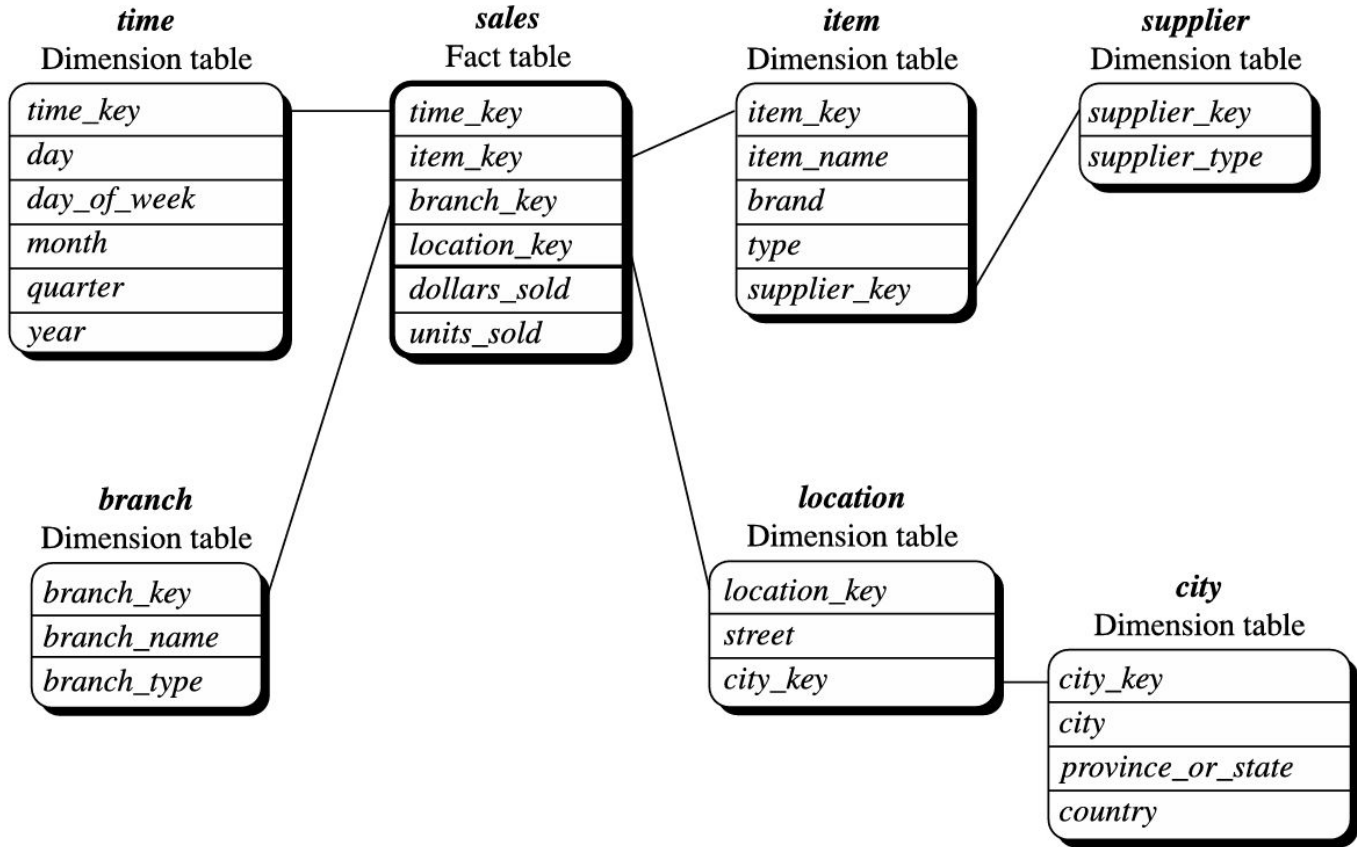 time
Dimension table
time_key
day
day_of_week
month
quarter
year
sales
Fact table
time_key
item_key
branch_key
location_key
dollars_sold
units_sold
item
Dimension table
item_key
item_name
brand
type
supplier_key
supplier
Dimension table
supplier_key
supplier_type
branch
Dimension table
branch_key
branch_name
branch_type
location
Dimension table
location_key
street
city_key
city
Dimension table
city_key
city
province_or_state
country